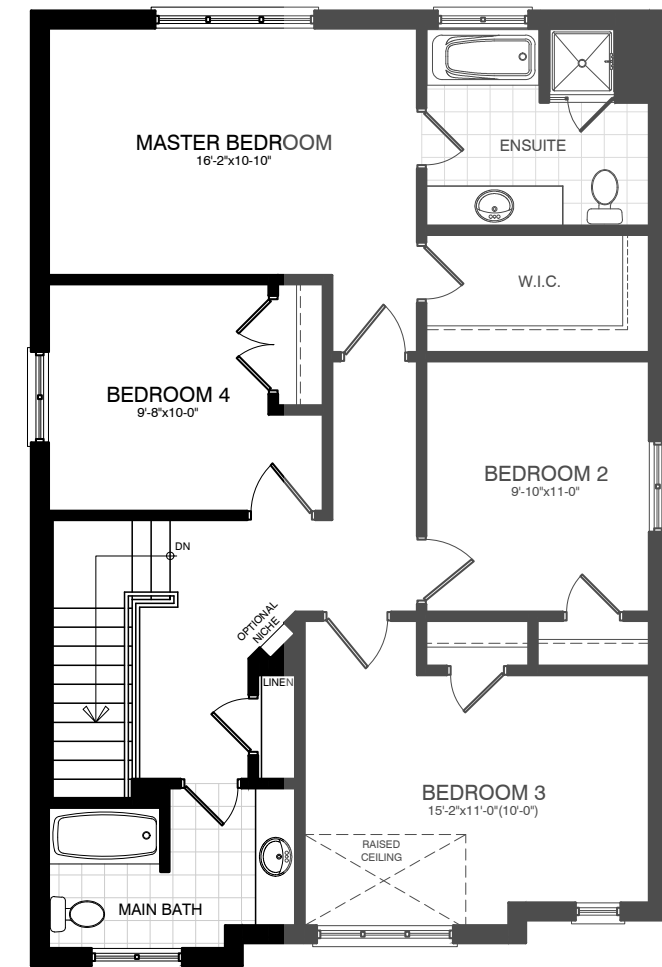 MASTER BEDROOM
16'-2"x10-10"
ENSUITE
W.I.C.
BEDROOM 4
9'-8"x10-0"
BEDROOM 2
9'-10"x11-0"
DN
OPTIONAL
NICHE
LINEN
BEDROOM 3
15'-2"x11'-0"(10'-0")
RAISED
CEILING
MAIN BATH